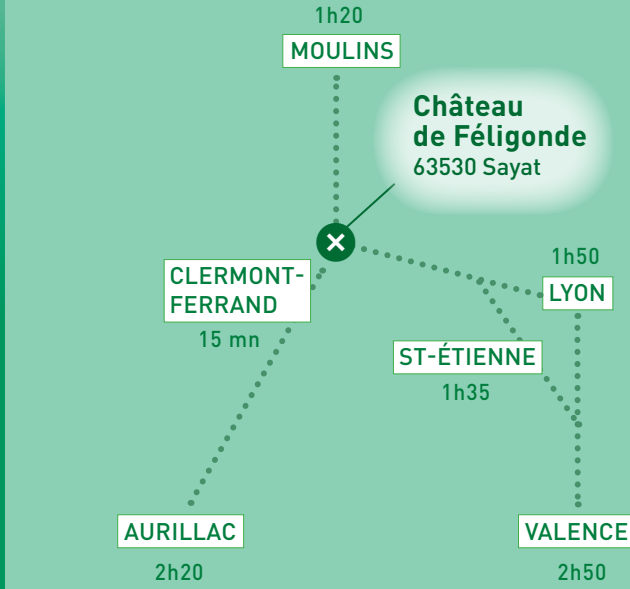 1h20
MOULINS
Château
de Féligonde
63530 Sayat
CLERMONT-
FERRAND
15 mn
1h50
LYON
ST-ÉTIENNE
1h35
AURILLAC
2h20
VALENCE
2h50